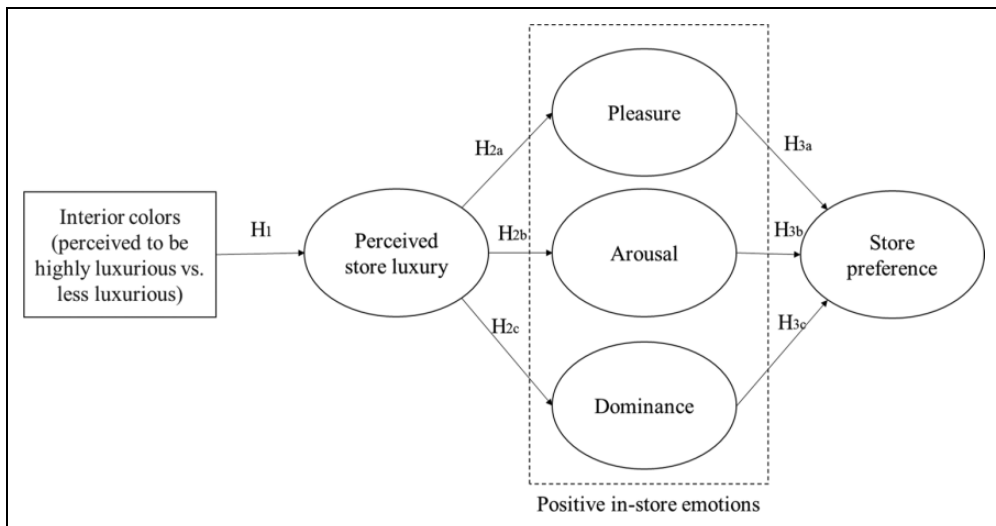 Interior colors
(perceived to be
highly luxurious vs.
less luxurious)
H1
Perceived
store luxury
H2a
H2b
H2c
Pleasure
Arousal
Dominance
Positive in-store emotions
H3a
H3b
H3c
Store
preference